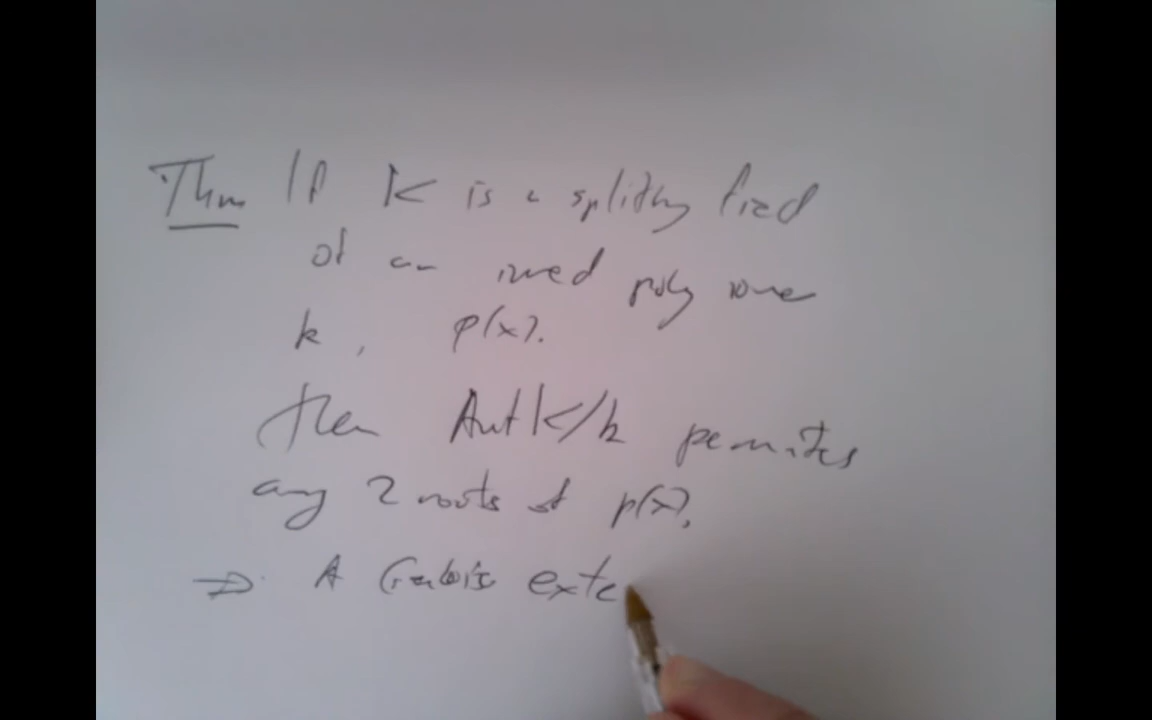 Thm If K is a splitting field
of an irred poly over
k, p(x).
then Aut K/k permutes
any 2 roots of p(x).
⇒ A Galois exte